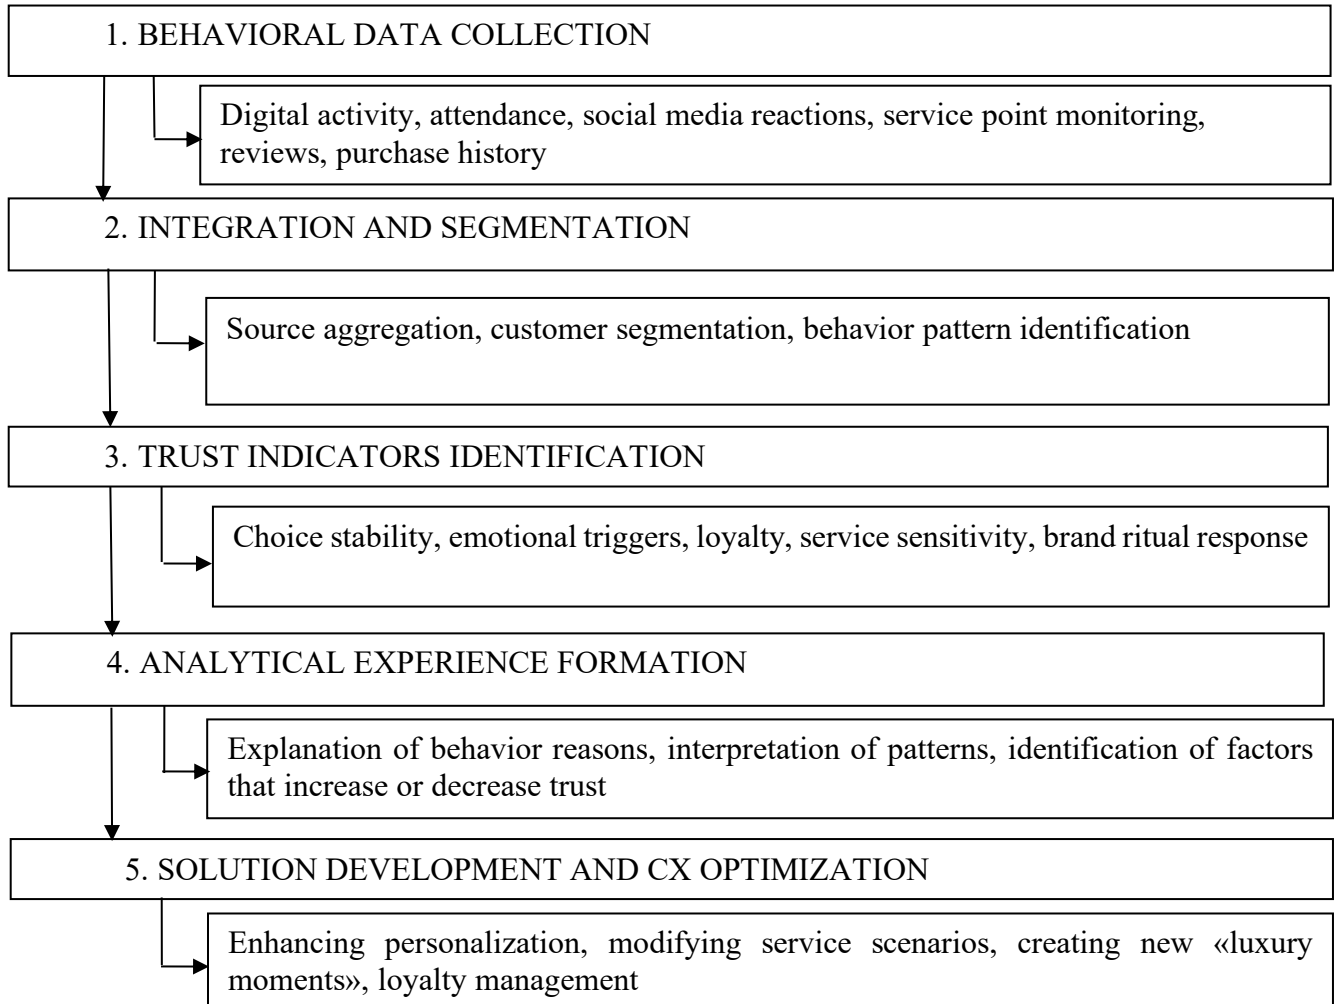 1. BEHAVIORAL DATA COLLECTION
Digital activity, attendance, social media reactions, service point monitoring,
reviews, purchase history
2. INTEGRATION AND SEGMENTATION
Source aggregation, customer segmentation, behavior pattern identification
3. TRUST INDICATORS IDENTIFICATION
Choice stability, emotional triggers, loyalty, service sensitivity, brand ritual response
4. ANALYTICAL EXPERIENCE FORMATION
Explanation of behavior reasons, interpretation of patterns, identification of factors
that increase or decrease trust
5. SOLUTION DEVELOPMENT AND CX OPTIMIZATION
Enhancing personalization, modifying service scenarios, creating new «luxury
moments», loyalty management